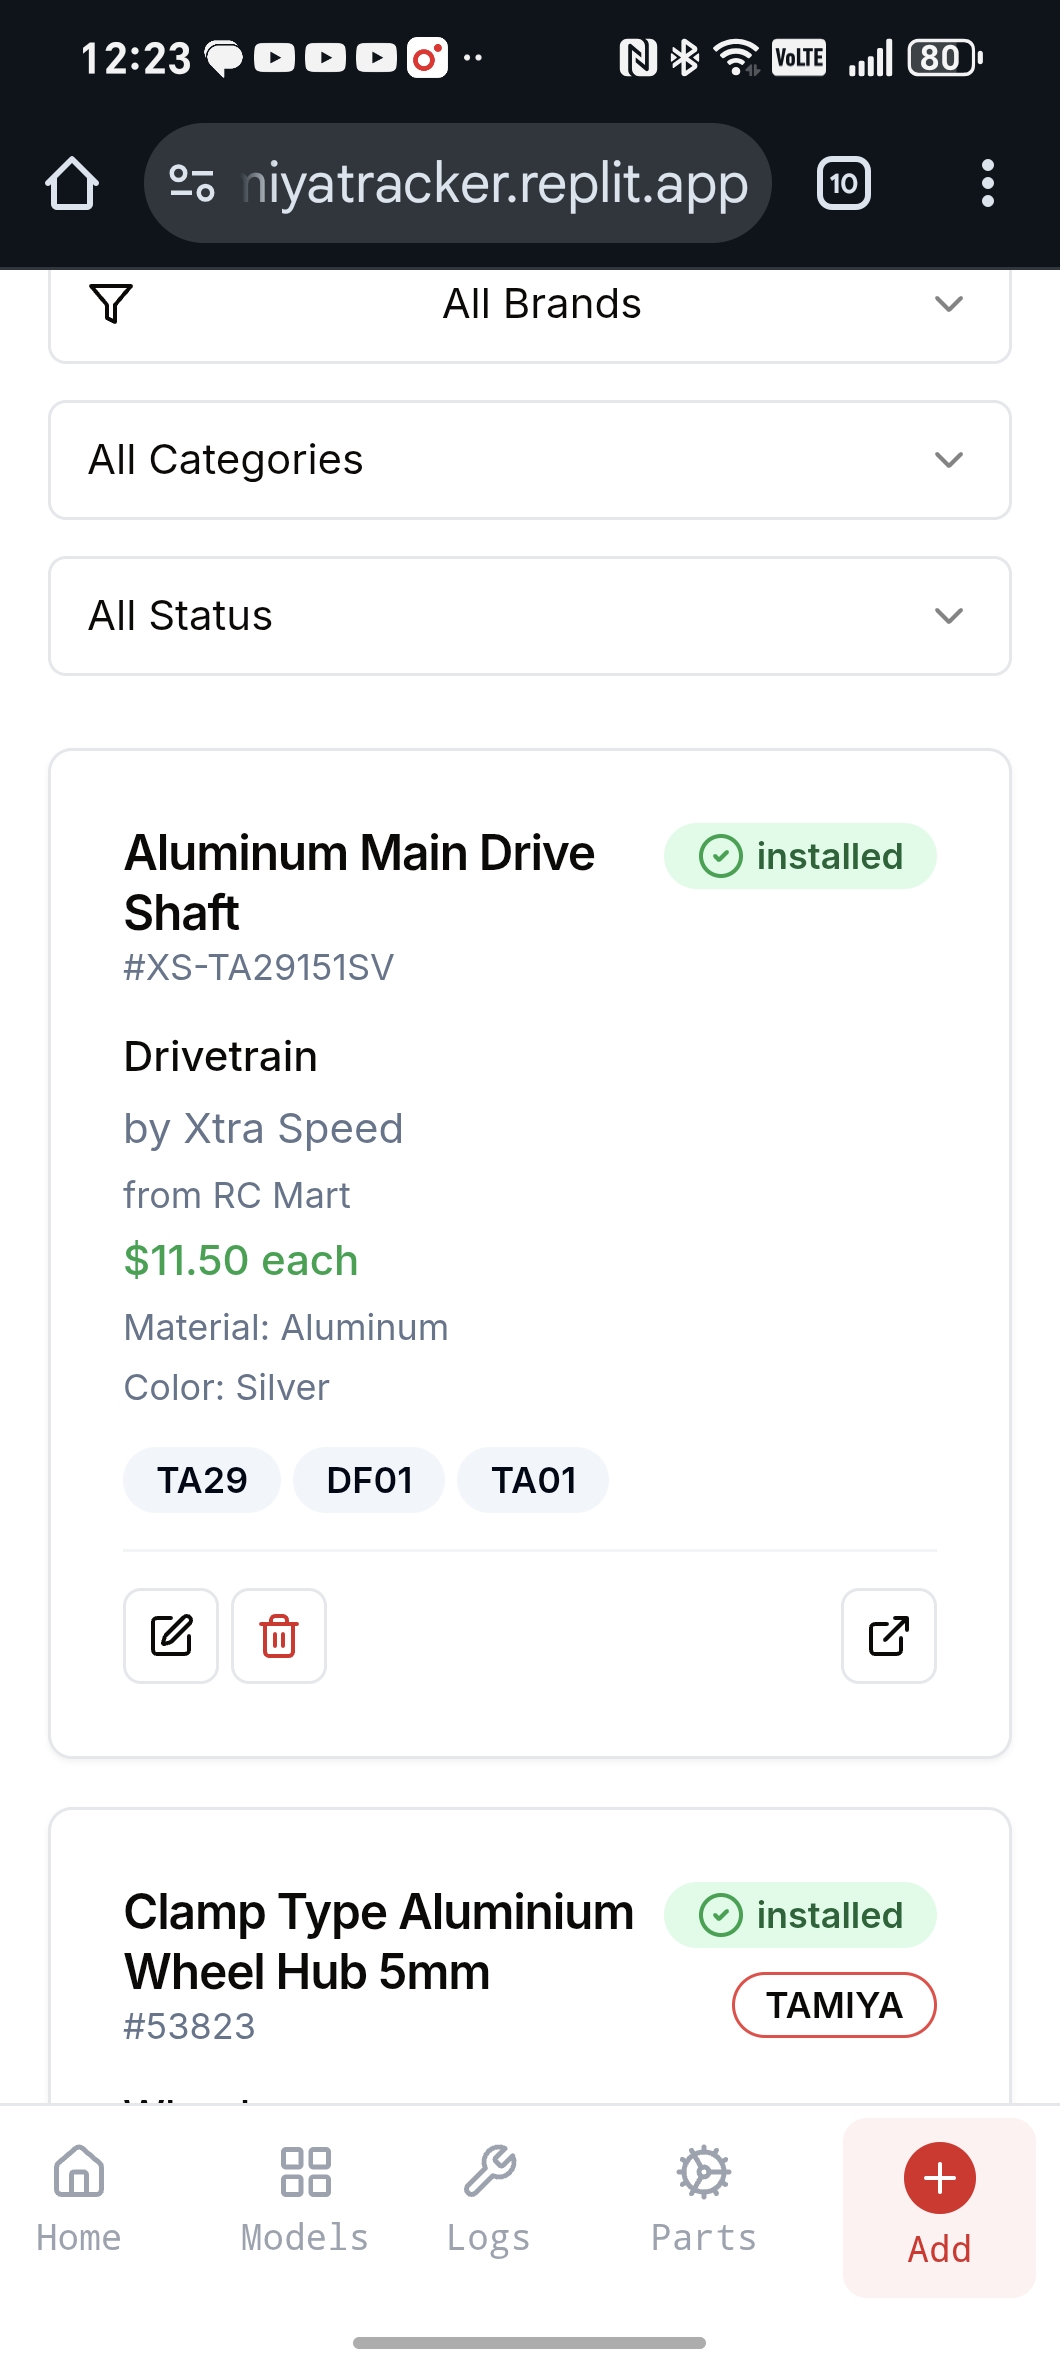 12:23
VoLTE
80
niyatracker.replit.app
10
All Brands
All Categories
All Status
Aluminum Main Drive
Shaft
installed
#XS-TA29151SV
Drivetrain
by Xtra Speed
from RC Mart
$11.50 each
Material: Aluminum
Color: Silver
TA29 DF01 TA01
Clamp Type Aluminium
Wheel Hub 5mm
installed
#53823
TAMIYA
Home Models Logs Parts Add